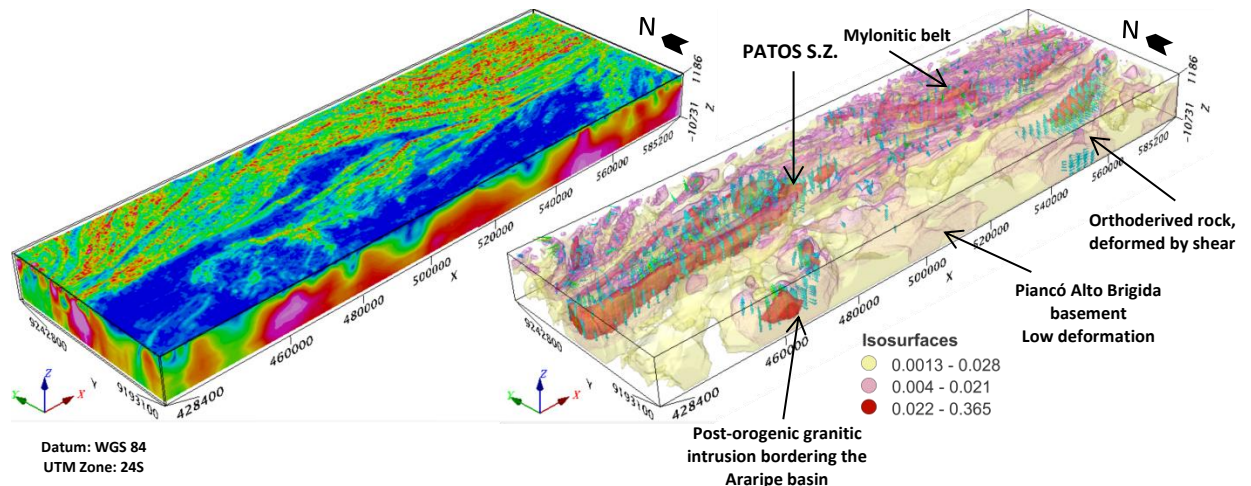 N
1186
Z
-10731
585200
560000
540000
520000
500000
X
480000
460000
428400
9193100
Y
9242800
Z
Y
X
Datum: WGS 84
UTM Zone: 24S
N
Mylonitic belt
PATOS S.Z.
1186
Z
-10731
585200
560000
540000
520000
500000
X
480000
460000
428400
9193100
Y
9242800
Z
Y
X
Orthoderived rock,
deformed by shear
Piancó Alto Brigida
basement
Low deformation
Isosurfaces
0.0013 - 0.028
0.004 - 0.021
0.022 - 0.365
Post-orogenic granitic
intrusion bordering the
Araripe basin